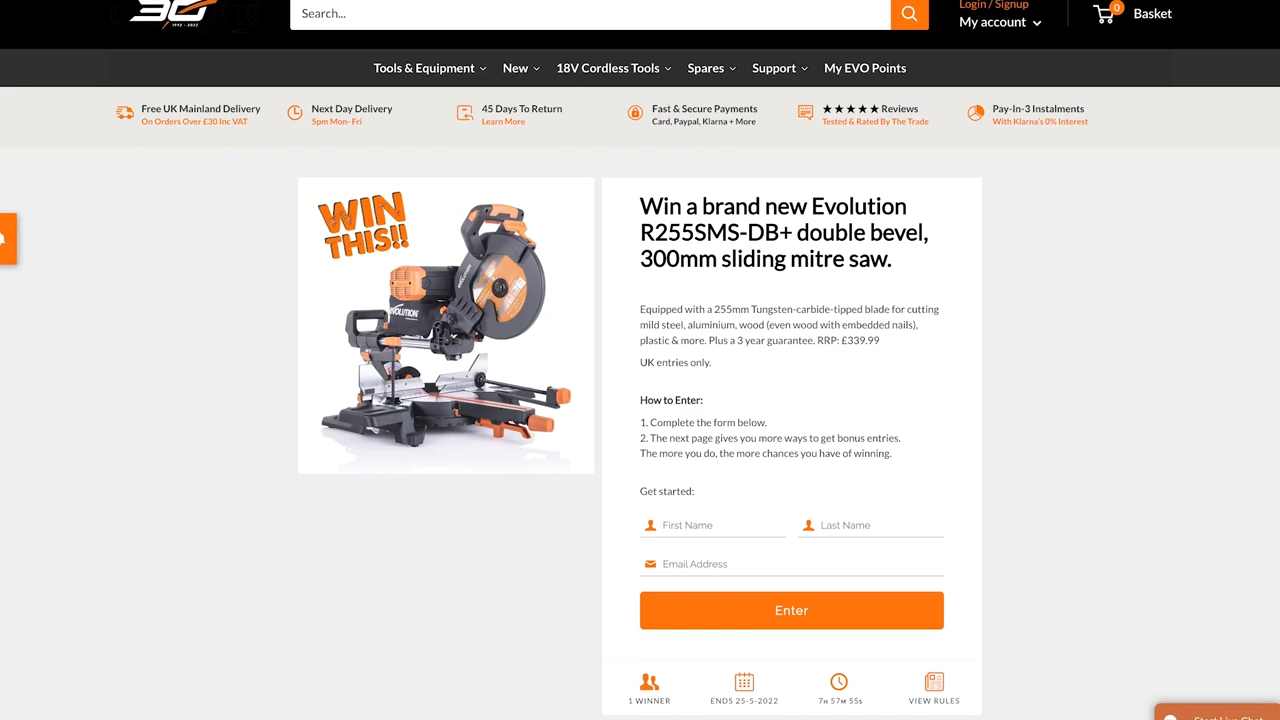 30
1992 - 2022
Search...
Login / Signup
My account
0
Basket
Tools & Equipment
New
18V Cordless Tools
Spares
Support
My EVO Points
Free UK Mainland Delivery
On Orders Over £30 Inc VAT
Next Day Delivery
5pm Mon- Fri
45 Days To Return
Learn More
Fast & Secure Payments
Card, Paypal, Klarna + More
★★★★★ Reviews
Tested & Rated By The Trade
Pay-In-3 Instalments
With Klarna's 0% Interest
WIN
THIS!!
EVOLUTION
Win a brand new Evolution
R255SMS-DB+ double bevel,
300mm sliding mitre saw.
Equipped with a 255mm Tungsten-carbide-tipped blade for cutting
mild steel, aluminium, wood (even wood with embedded nails),
plastic & more. Plus a 3 year guarantee. RRP: £339.99
UK entries only.
How to Enter:
1. Complete the form below.
2. The next page gives you more ways to get bonus entries.
The more you do, the more chances you have of winning.
Get started:
First Name
Last Name
Email Address
Enter
1 WINNER
ENDS 25-5-2022
7H 57M 55S
VIEW RULES
Start Live Chat